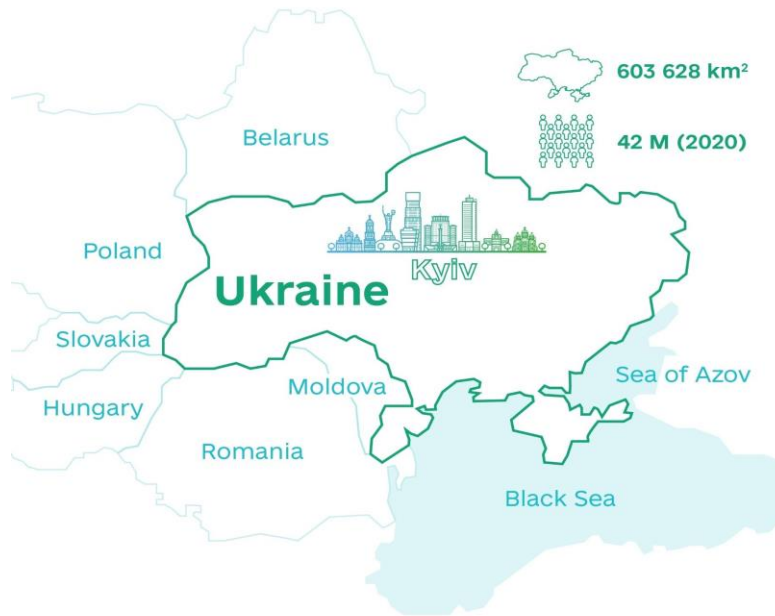 603 628 km²
Belarus
42 M (2020)
Poland
Kyiv
Ukraine
Slovakia
Moldova
Sea of Azov
Hungary
Romania
Black Sea